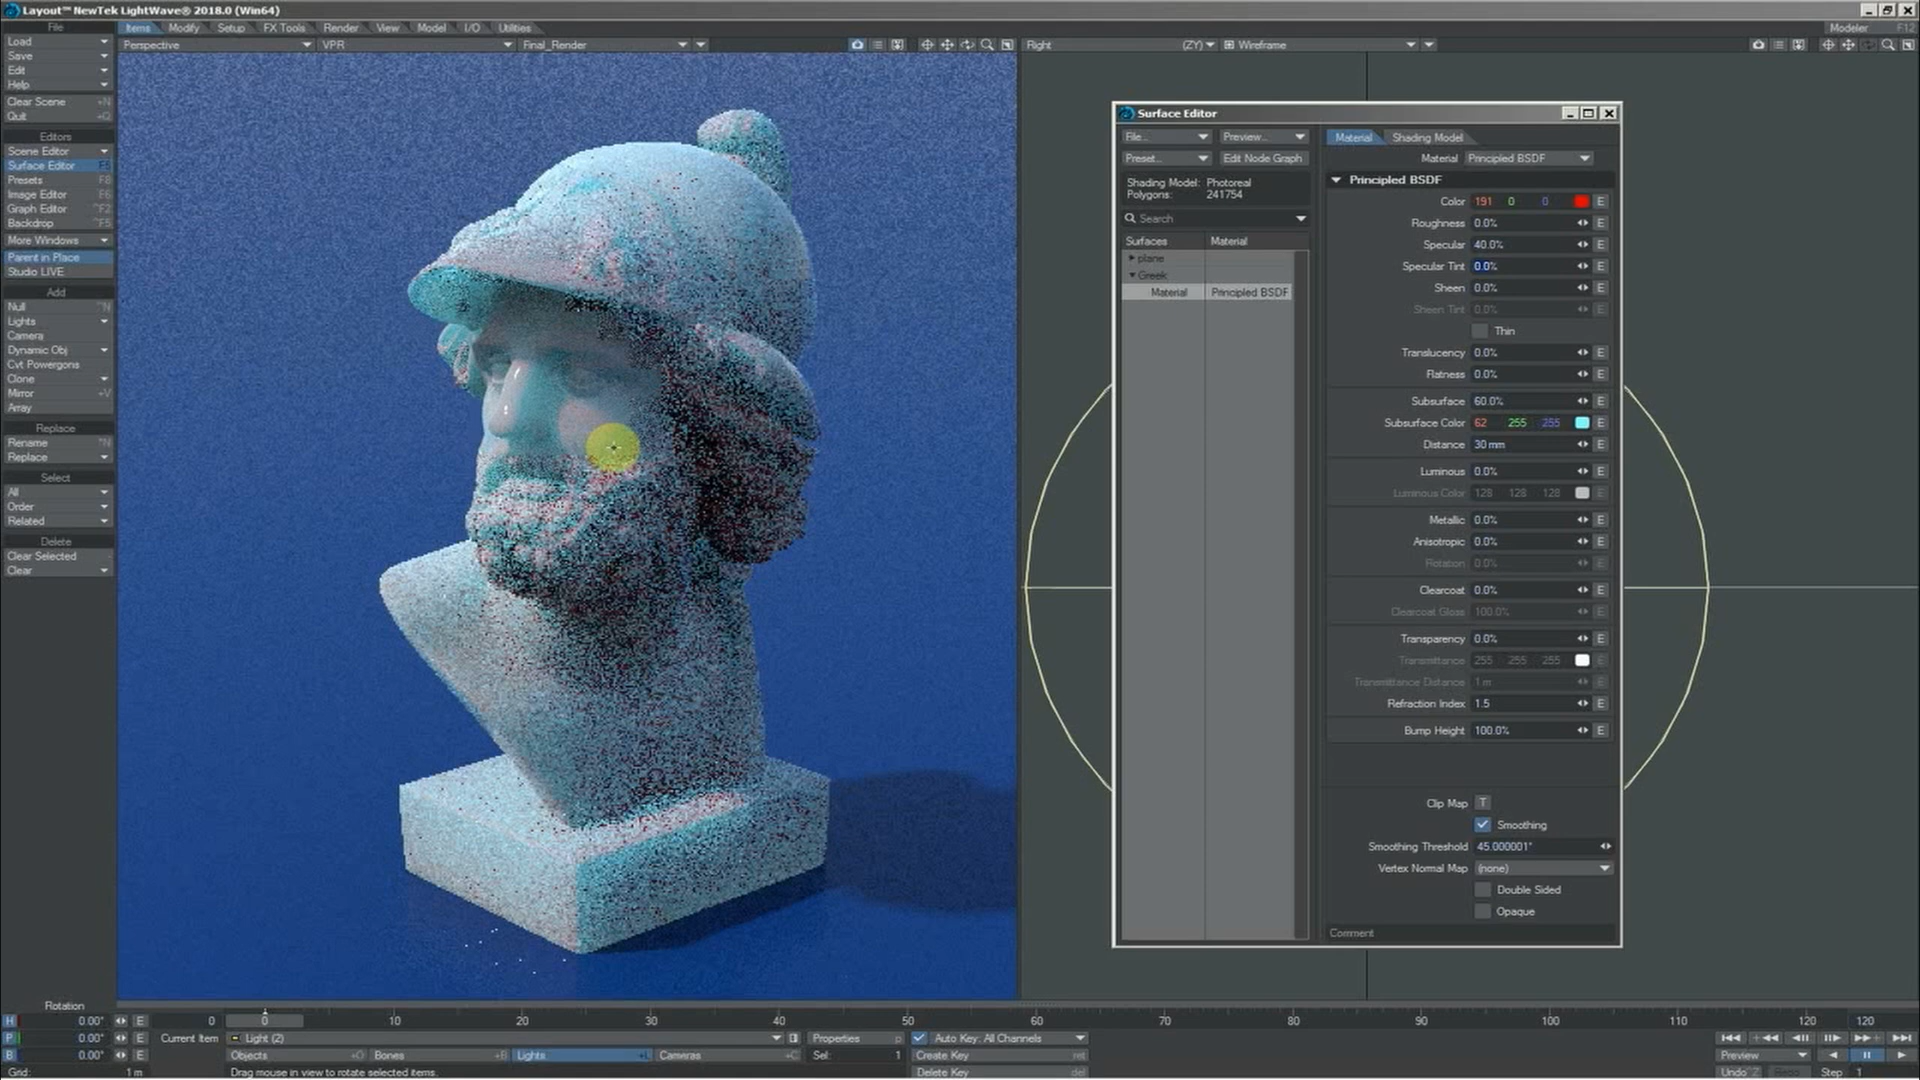 Layout™ NewTek LightWave® 2018.0 (Win64)
File
Items Modify Setup FX Tools Render View Model I/O Utilities
Modeler F12
Load
Save
Edit
Help
Clear Scene +N
Quit +Q
Editors
Scene Editor
Surface Editor F5
Presets F8
Image Editor F6
Graph Editor ^F2
Backdrop ^F5
More Windows
Parent in Place
Studio LIVE
Add
Null ^N
Lights
Camera
Dynamic Obj
Cvt Powergons
Clone
Mirror +V
Array
Replace
Rename ^N
Replace
Select
All
Order
Related
Delete
Clear Selected -
Clear
Perspective VPR Final_Render
Right (ZY) Wireframe
Surface Editor
File... Preview...
Preset... Edit Node Graph
Shading Model: Photoreal
Polygons: 241754
Search
Surfaces Material
plane
Greek
Material Principled BSDF
Material Shading Model
Material Principled BSDF
Principled BSDF
Color 191 0 0 E
Roughness 0.0% E
Specular 40.0% E
Specular Tint 0.0% E
Sheen 0.0% E
Sheen Tint 0.0% E
Thin
Translucency 0.0% E
Flatness 0.0% E
Subsurface 60.0% E
Subsurface Color 62 255 255 E
Distance 30 mm E
Luminous 0.0% E
Luminous Color 128 128 128 E
Metallic 0.0% E
Anisotropic 0.0% E
Rotation 0.0% E
Clearcoat 0.0% E
Clearcoat Gloss 100.0% E
Transparency 0.0% E
Transmittance 255 255 255 E
Transmittance Distance 1 m E
Refraction Index 1.5 E
Bump Height 100.0% E
Clip Map T
Smoothing
Smoothing Threshold 45.000001°
Vertex Normal Map (none)
Double Sided
Opaque
Comment
Rotation
H 0.00° E 0 0 10 20 30 40 50 60 70 80 90 100 110 120 120
P 0.00° E Current Item Light (2) Properties p Auto Key: All Channels
B 0.00° E Objects +O Bones +B Lights +L Cameras +C Sel: 1 Create Key ret Preview
Grid: 1 m Drag mouse in view to rotate selected items. Delete Key del Undo ^Z Redo Step 1